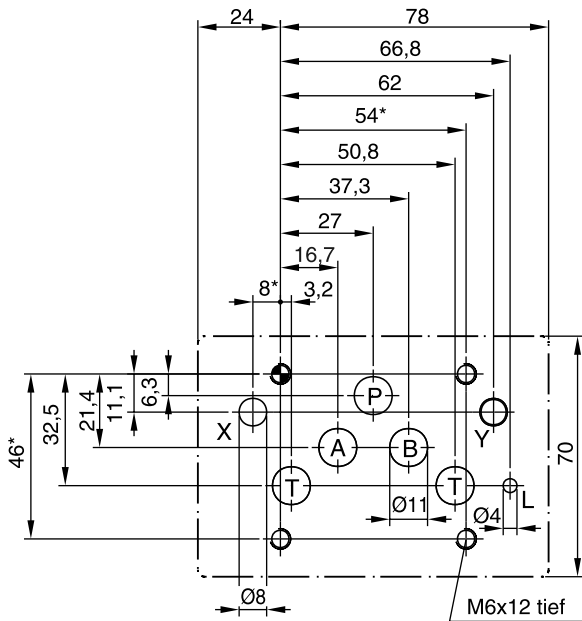 24
78
66,8
62
54*
50,8
37,3
27
16,7
8*
3,2
46*
32,5
21,4
11,1
6,3
P
X
Y
A
B
T
T
L
70
Ø11
Ø4
Ø8
M6x12 tief